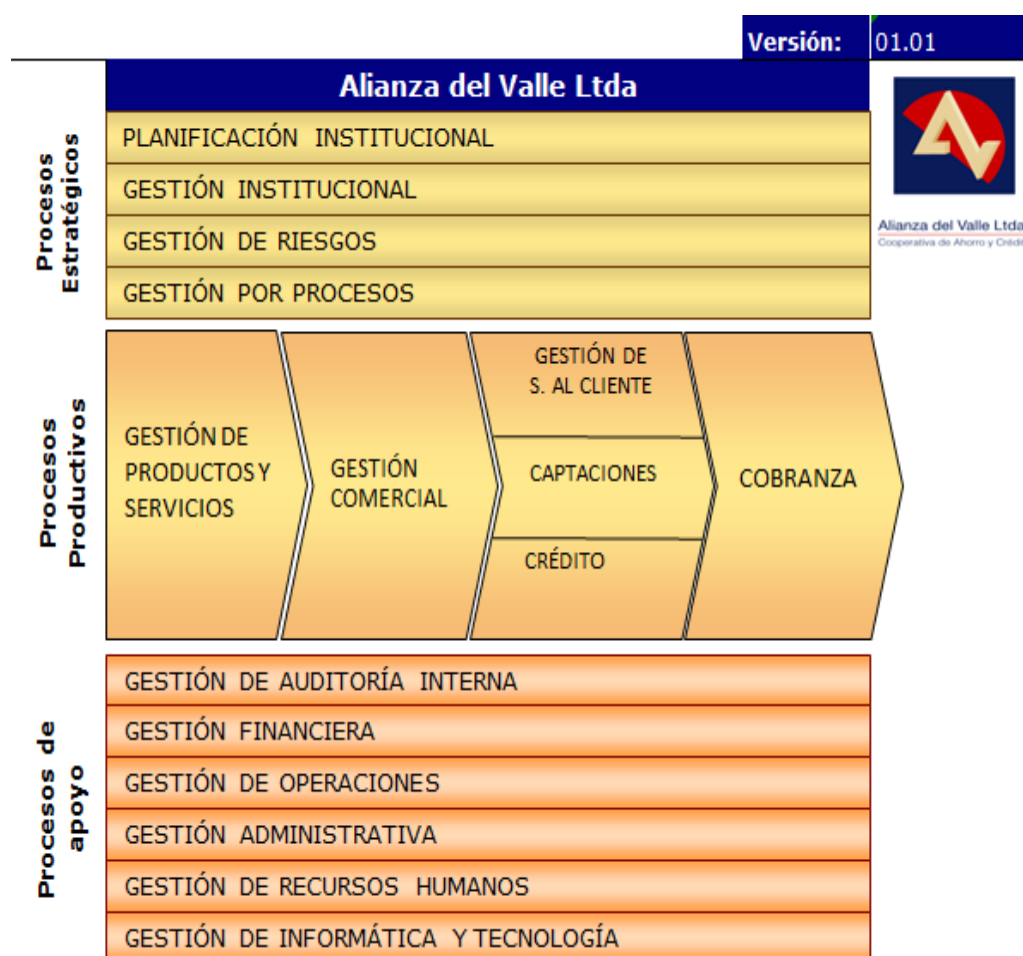 Versión: 01.01
Alianza del Valle Ltda
Procesos
Estratégicos
PLANIFICACIÓN INSTITUCIONAL
GESTIÓN INSTITUCIONAL
GESTIÓN DE RIESGOS
GESTIÓN POR PROCESOS
AV
Alianza del Valle Ltda
Cooperativa de Ahorro y Crédit
Procesos
Productivos
GESTIÓN DE
PRODUCTOS Y
SERVICIOS
GESTIÓN
COMERCIAL
GESTIÓN DE
S. AL CLIENTE
CAPTACIONES
CRÉDITO
COBRANZA
Procesos de
apoyo
GESTIÓN DE AUDITORÍA INTERNA
GESTIÓN FINANCIERA
GESTIÓN DE OPERACIONES
GESTIÓN ADMINISTRATIVA
GESTIÓN DE RECURSOS HUMANOS
GESTIÓN DE INFORMÁTICA Y TECNOLOGÍA